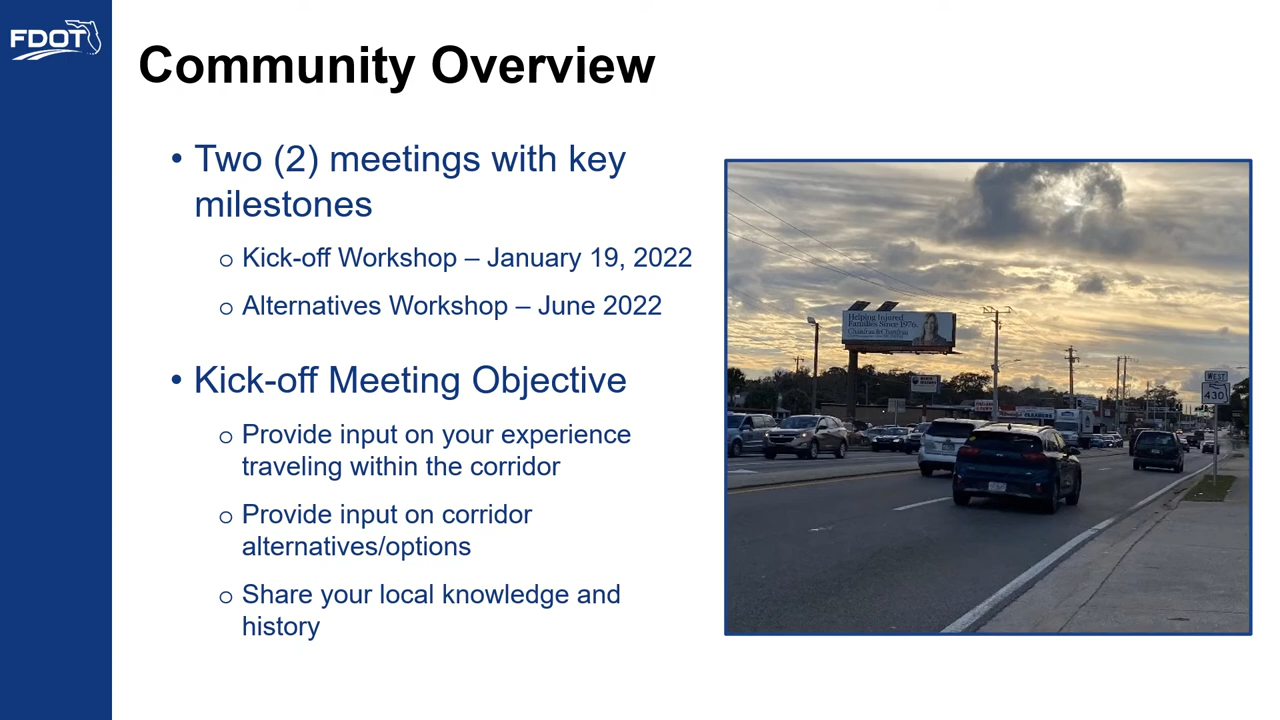 FDOT
Community Overview
• Two (2) meetings with key
milestones
o Kick-off Workshop – January 19, 2022
o Alternatives Workshop – June 2022
• Kick-off Meeting Objective
o Provide input on your experience
traveling within the corridor
o Provide input on corridor
alternatives/options
o Share your local knowledge and
history
Helping Injured
Families Since 1976.
WEST
430
CLEANERS